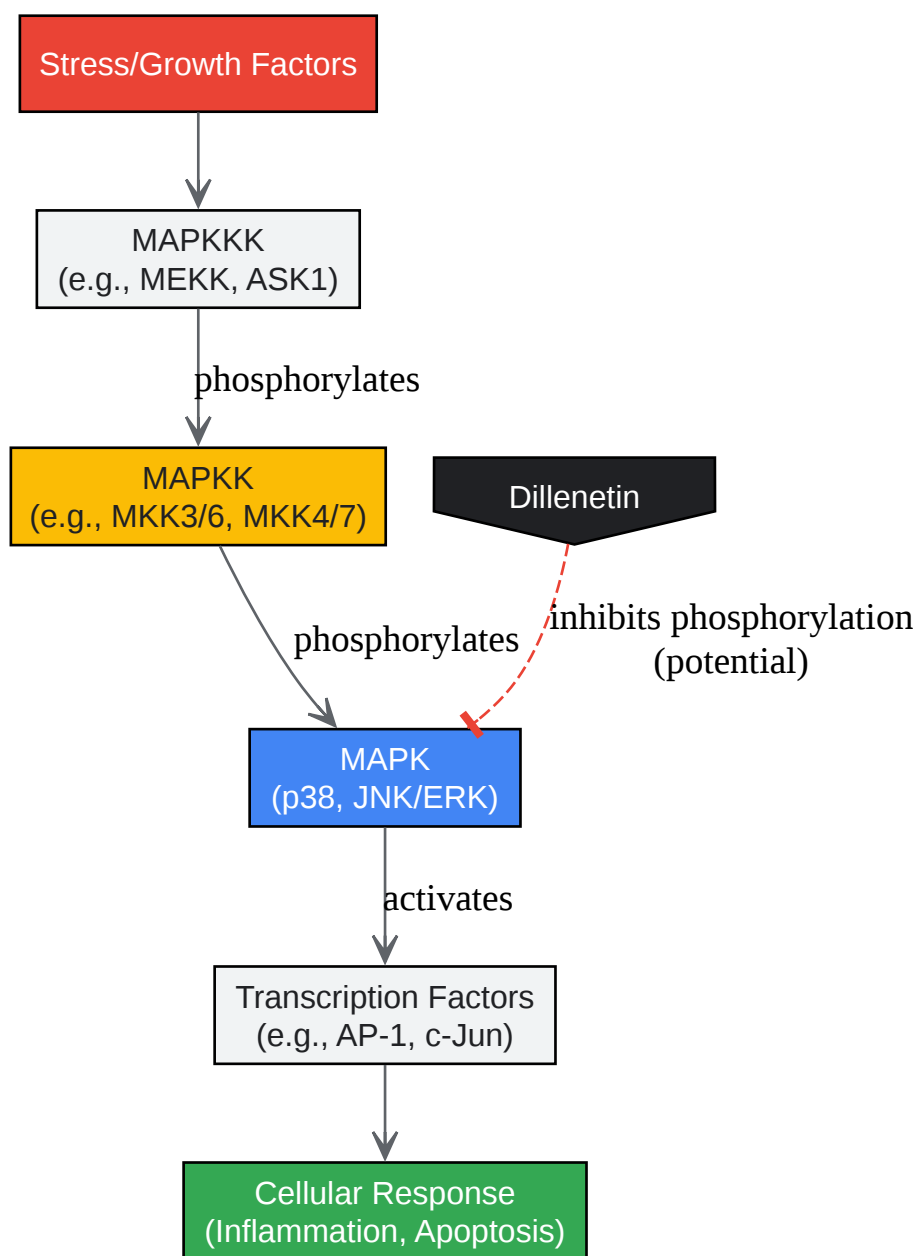 Stress/Growth Factors
MAPKKK
(e.g., MEKK, ASK1)
phosphorylates
MAPKK
(e.g., MKK3/6, MKK4/7)
Dillenetin
phosphorylates
inhibits phosphorylation
(potential)
MAPK
(p38, JNK/ERK)
activates
Transcription Factors
(e.g., AP-1, c-Jun)
Cellular Response
(Inflammation, Apoptosis)